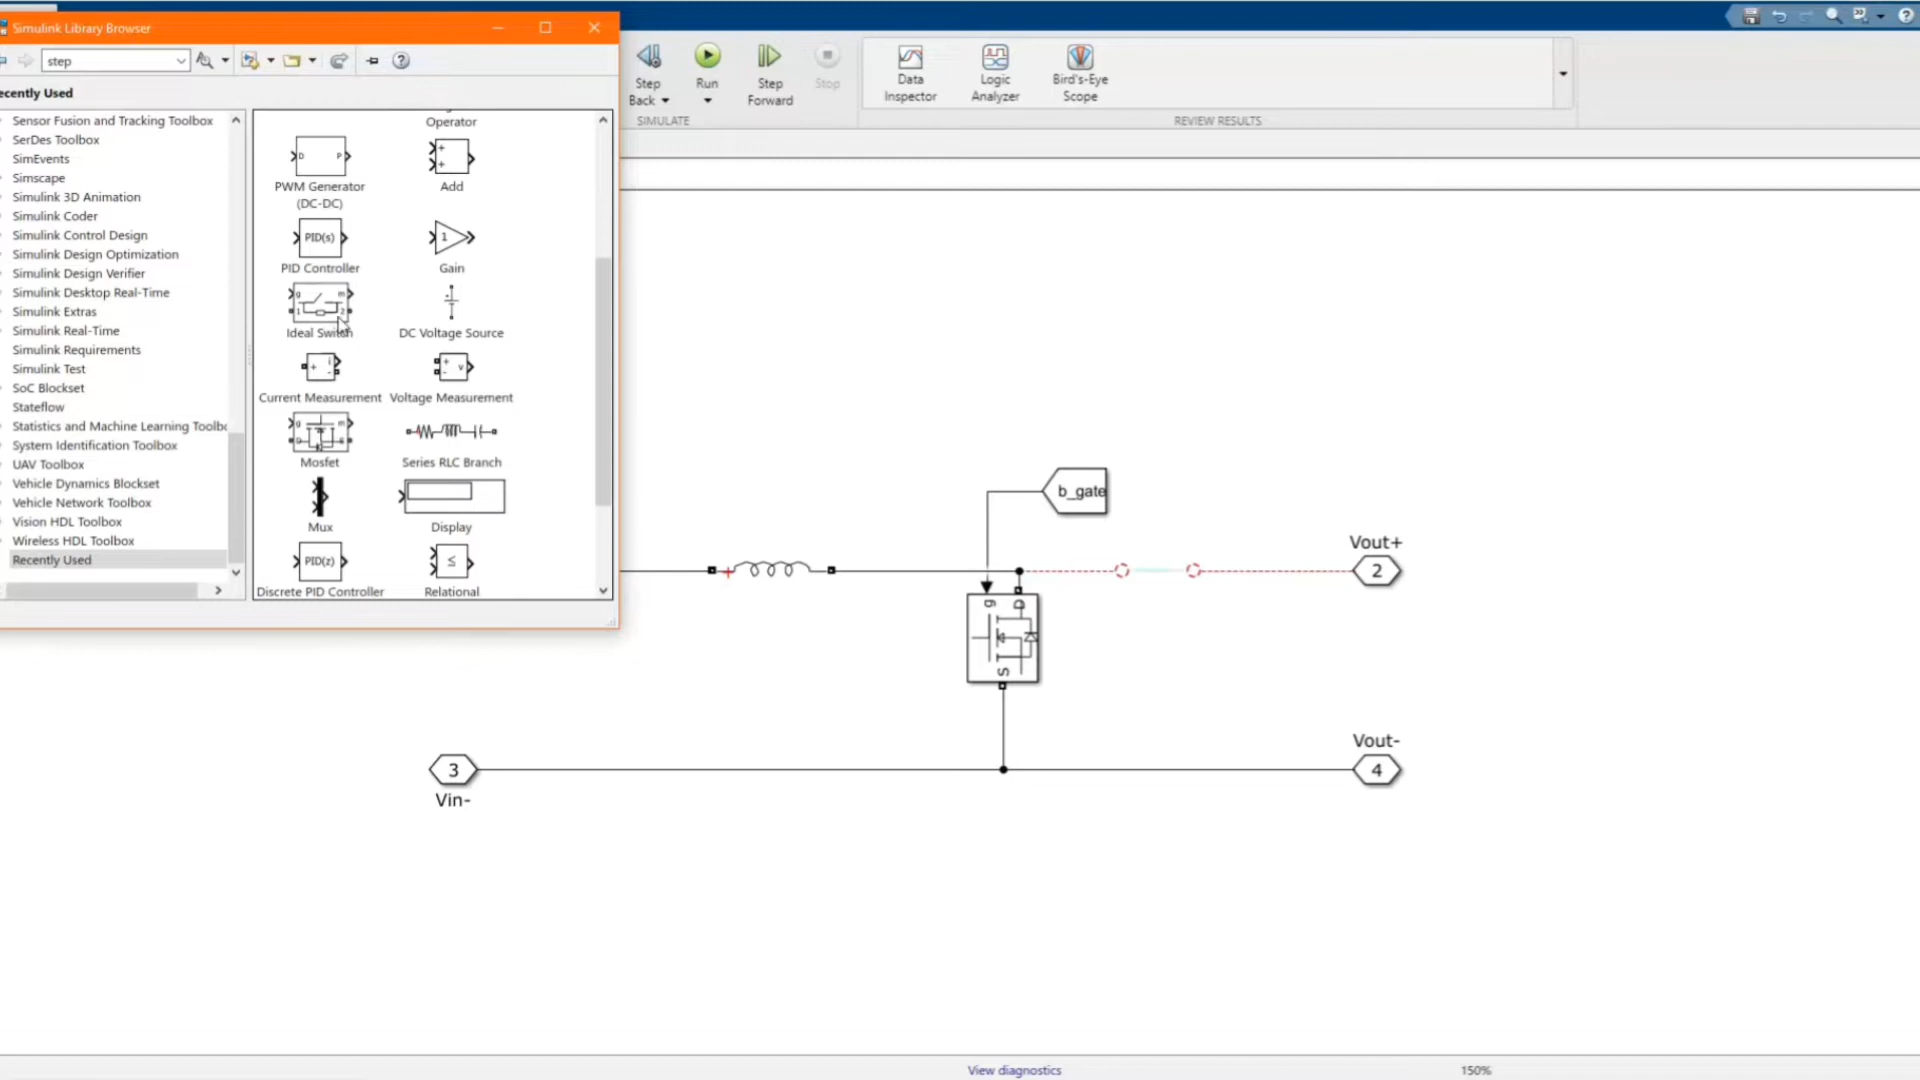 Simulink Library Browser
step
ecently Used
Sensor Fusion and Tracking Toolbox
SerDes Toolbox
SimEvents
Simscape
Simulink 3D Animation
Simulink Coder
Simulink Control Design
Simulink Design Optimization
Simulink Design Verifier
Simulink Desktop Real-Time
Simulink Extras
Simulink Real-Time
Simulink Requirements
Simulink Test
SoC Blockset
Stateflow
Statistics and Machine Learning Toolbo
System Identification Toolbox
UAV Toolbox
Vehicle Dynamics Blockset
Vehicle Network Toolbox
Vision HDL Toolbox
Wireless HDL Toolbox
Recently Used
Operator
D P
PWM Generator
(DC-DC)
Add
PID(s)
PID Controller
1
Gain
g m
1 2
Ideal Switch
DC Voltage Source
Current Measurement
v
Voltage Measurement
g m
Mosfet
Series RLC Branch
Mux
Display
PID(z)
Discrete PID Controller
≤
Relational
Step
Back
Run
Step
Forward
Stop
SIMULATE
Data
Inspector
Logic
Analyzer
Bird's-Eye
Scope
REVIEW RESULTS
b_gate
g D
S
Vout+
2
Vout-
4
3
Vin-
View diagnostics
150%